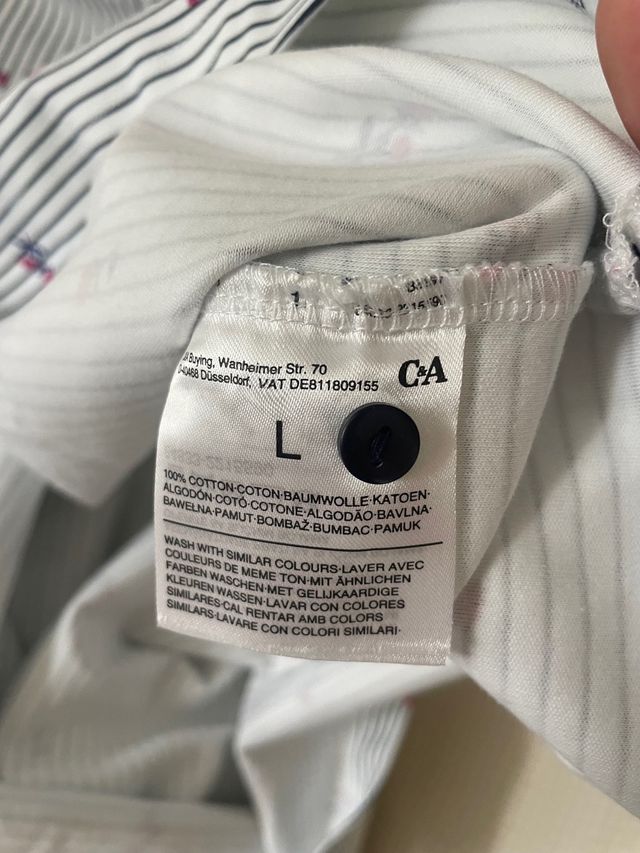 1
Buying, Wanheimer Str. 70
C&A
D-40468 Düsseldorf, VAT DE811809155
L
100% COTTON·COTON·BAUMWOLLE·KATOEN·
ALGODÓN·COTÓ·COTONE·ALGODÃO·BAVLNA·
BAWEŁNA·PAMUT·BOMBAŽ·BUMBAC·PAMUK
WASH WITH SIMILAR COLOURS·LAVER AVEC
COULEURS DE MEME TON·MIT ÄHNLICHEN
FARBEN WASCHEN·MET GELIJKAARDIGE
KLEUREN WASSEN·LAVAR CON COLORES
SIMILARES·CAL RENTAR AMB COLORS
SIMILARS·LAVARE CON COLORI SIMILARI·